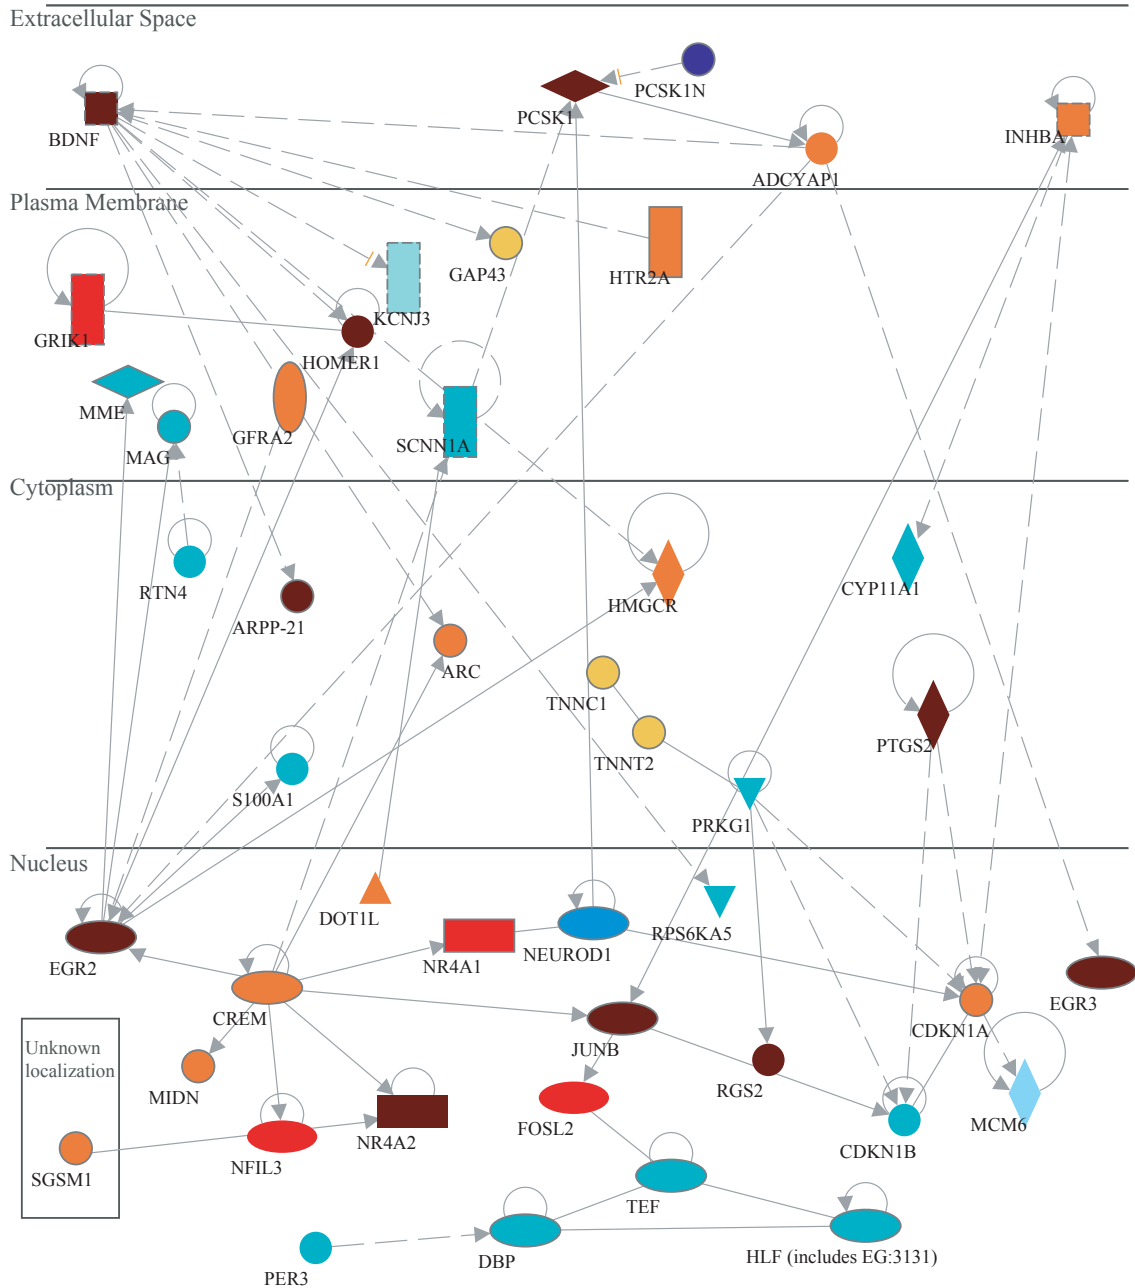 Extracellular Space
PCSK1N
PCSK1
BDNF
INHBA
ADCYAP1
Plasma Membrane
GAP43
HTR2A
KCNJ3
GRIK1
HOMER1
MME
GFRA2
SCNN1A
MAG
Cytoplasm
RTN4
CYP11A1
HMGCR
ARPP-21
ARC
TNNC1
PTGS2
TNNT2
S100A1
PRKG1
Nucleus
DOT1L
RPS6KA5
NR4A1
NEUROD1
EGR2
EGR3
CREM
CDKN1A
Unknown
localization
JUNB
RGS2
MIDN
FOSL2
MCM6
NR4A2
CDKN1B
NFIL3
SGSM1
TEF
HLF (includes EG:3131)
DBP
PER3